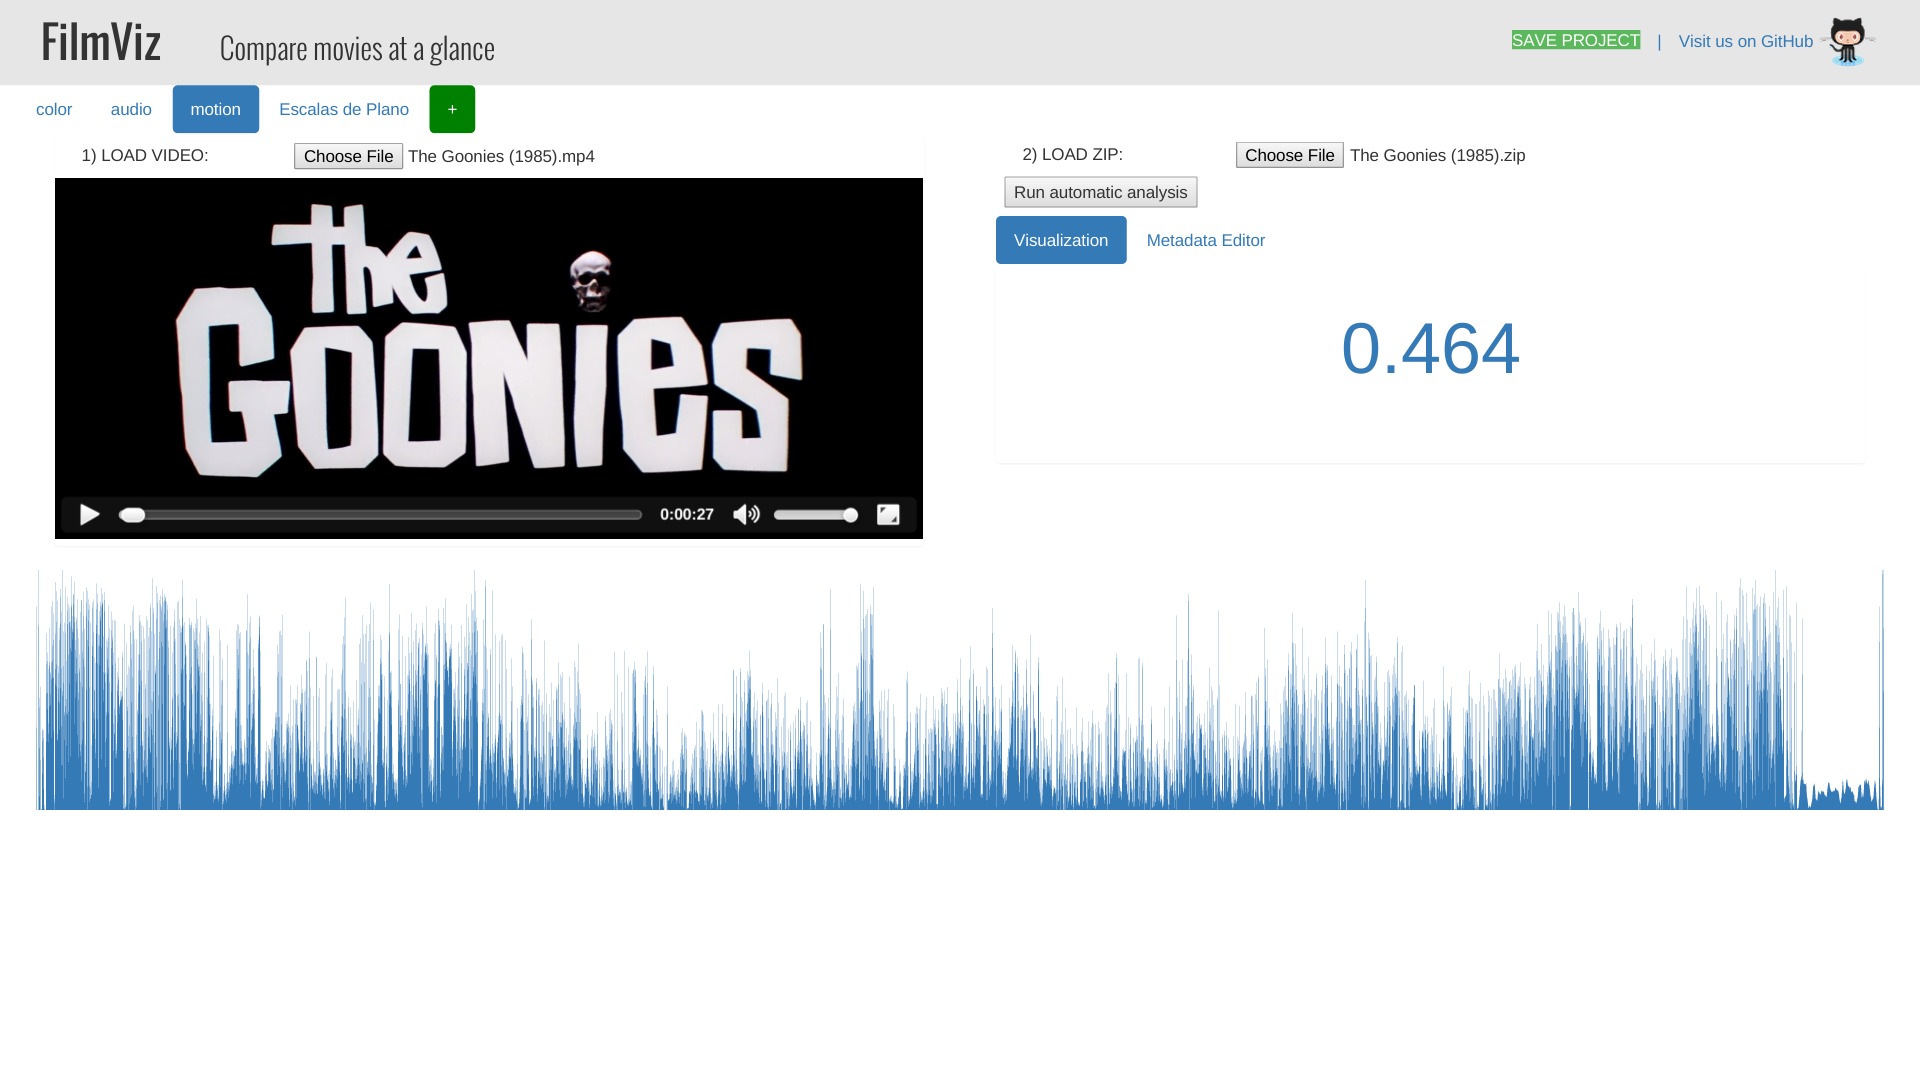 FilmViz
Compare movies at a glance
SAVE PROJECT | Visit us on GitHub
color audio motion Escalas de Plano +
1) LOAD VIDEO: Choose File The Goonies (1985).mp4
2) LOAD ZIP: Choose File The Goonies (1985).zip
Run automatic analysis
Visualization Metadata Editor
the
GOONiES
0:00:27
0.464